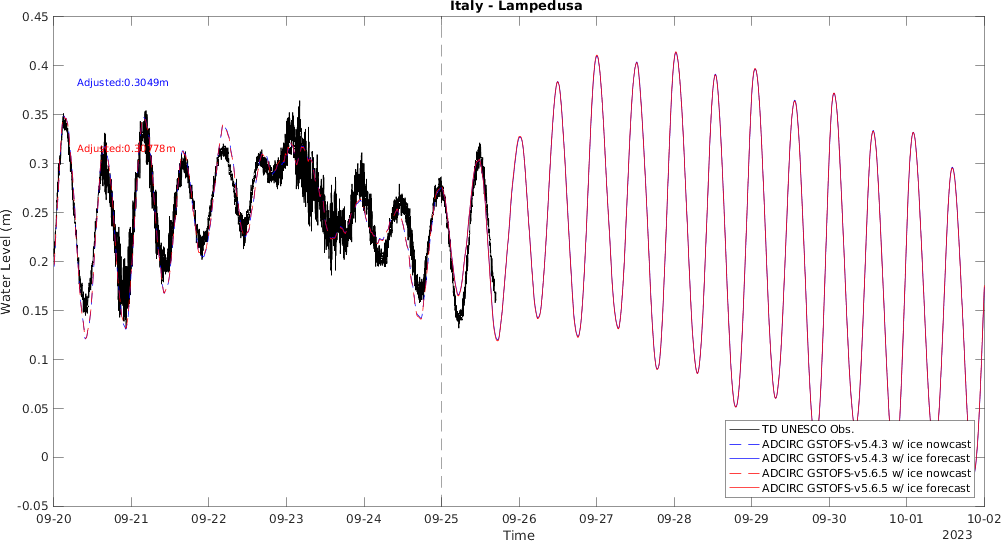 Italy - Lampedusa
0.45
0.4
0.35
0.3
0.25
0.2
0.15
0.1
0.05
0
-0.05
Water Level (m)
Adjusted:0.3049m
TD UNESCO Obs.
ADCIRC GSTOFS-v5.4.3 w/ ice nowcast
ADCIRC GSTOFS-v5.4.3 w/ ice forecast
ADCIRC GSTOFS-v5.6.5 w/ ice nowcast
ADCIRC GSTOFS-v5.6.5 w/ ice forecast
09-20
09-21
09-22
09-23
09-24
09-25
09-26
09-27
09-28
09-29
09-30
10-01
10-02
Time
2023